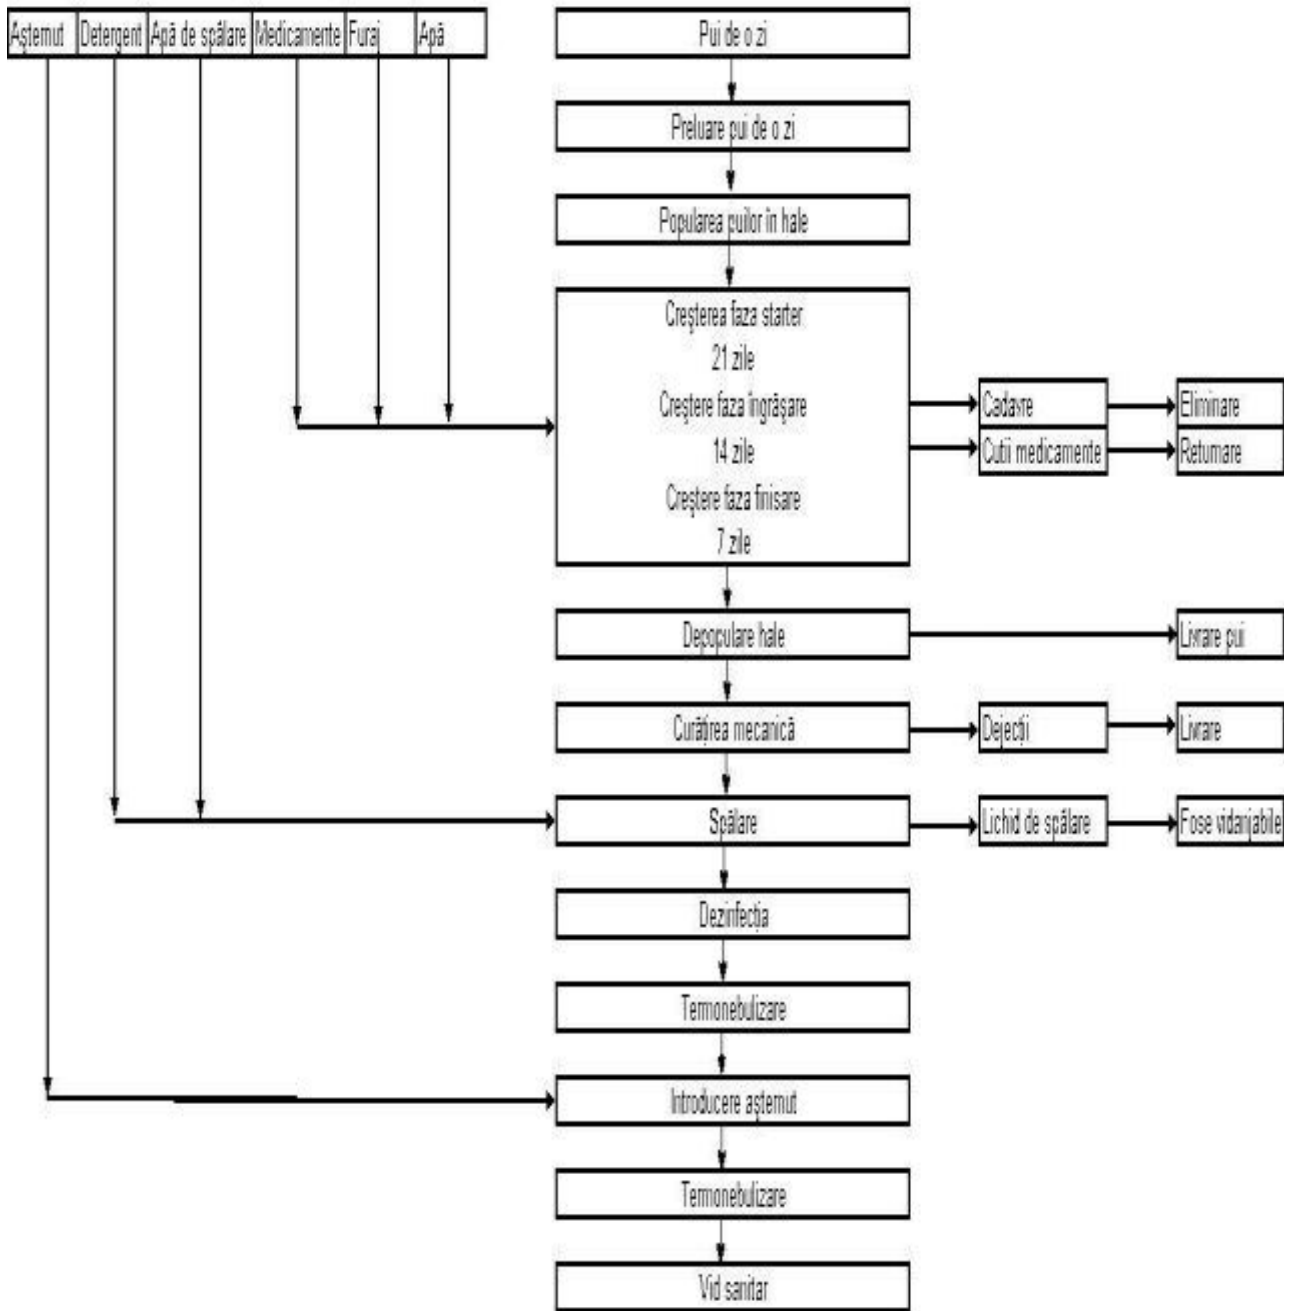 Aşternut Detergent Apă de spălare Medicamente Furaj Apă
Pui de o zi
Preluare pui de o zi
Popularea puilor în hale
Creşterea faza starter
21 zile
Creştere faza îngrăşare
14 zile
Creştere faza finisare
7 zile
Cadavre
Eliminare
Cutii medicamente
Returnare
Depopulare hale
Livrare pui
Curăţirea mecanică
Dejecţii
Livrare
Spălare
Lichid de spălare
Fose vidanjabile
Dezinfecţia
Termonebulizare
Introducere aşternut
Termonebulizare
Vid sanitar